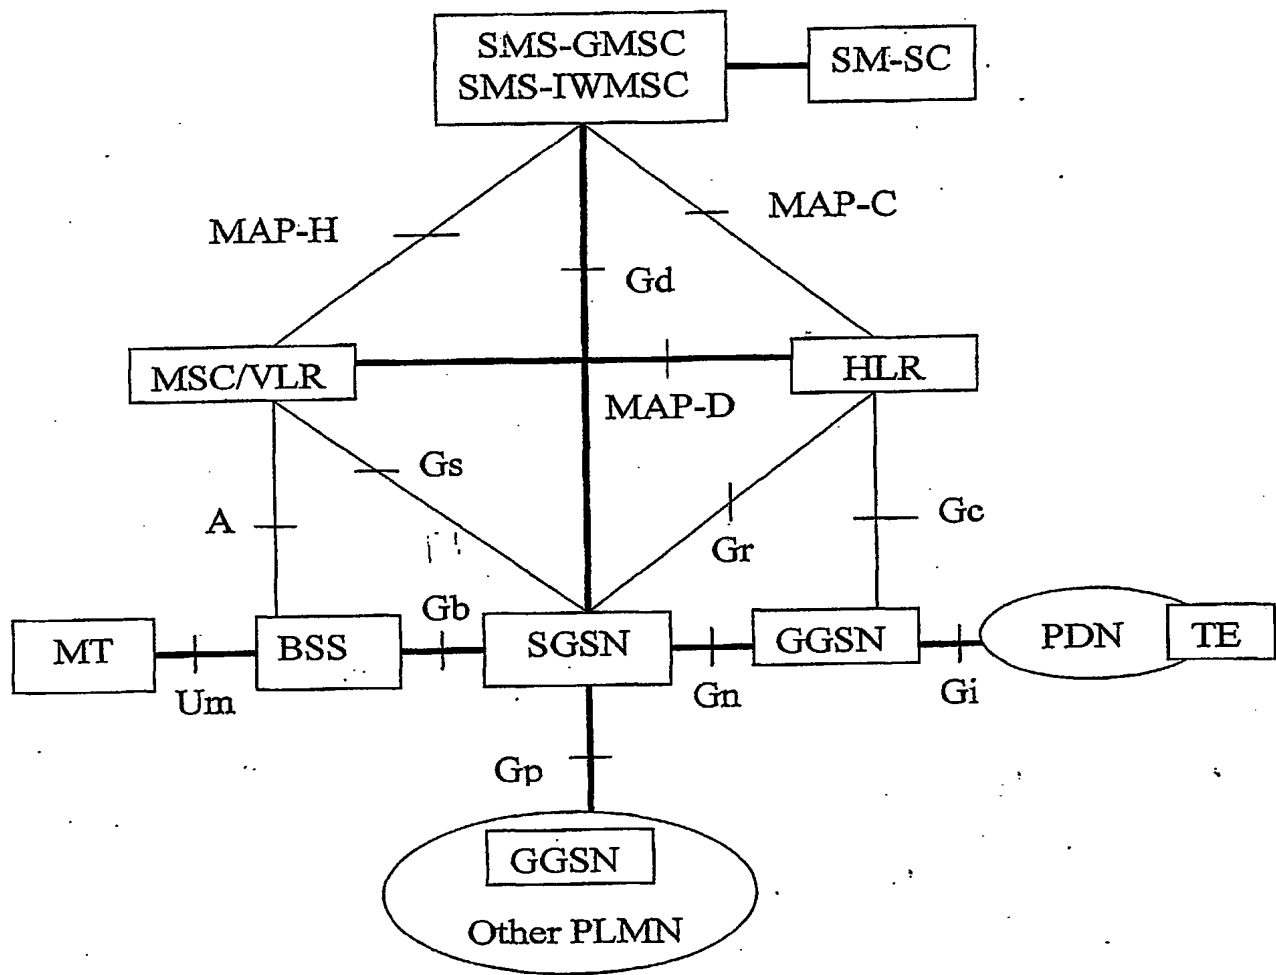 SMS-GMSC
SMS-IWMSC
SM-SC
MAP-H
MAP-C
Gd
MSC/VLR
HLR
MAP-D
Gs
A
Gr
Gc
Gb
MT
BSS
SGSN
GGSN
PDN
TE
Um
Gn
Gi
Gp
GGSN
Other PLMN